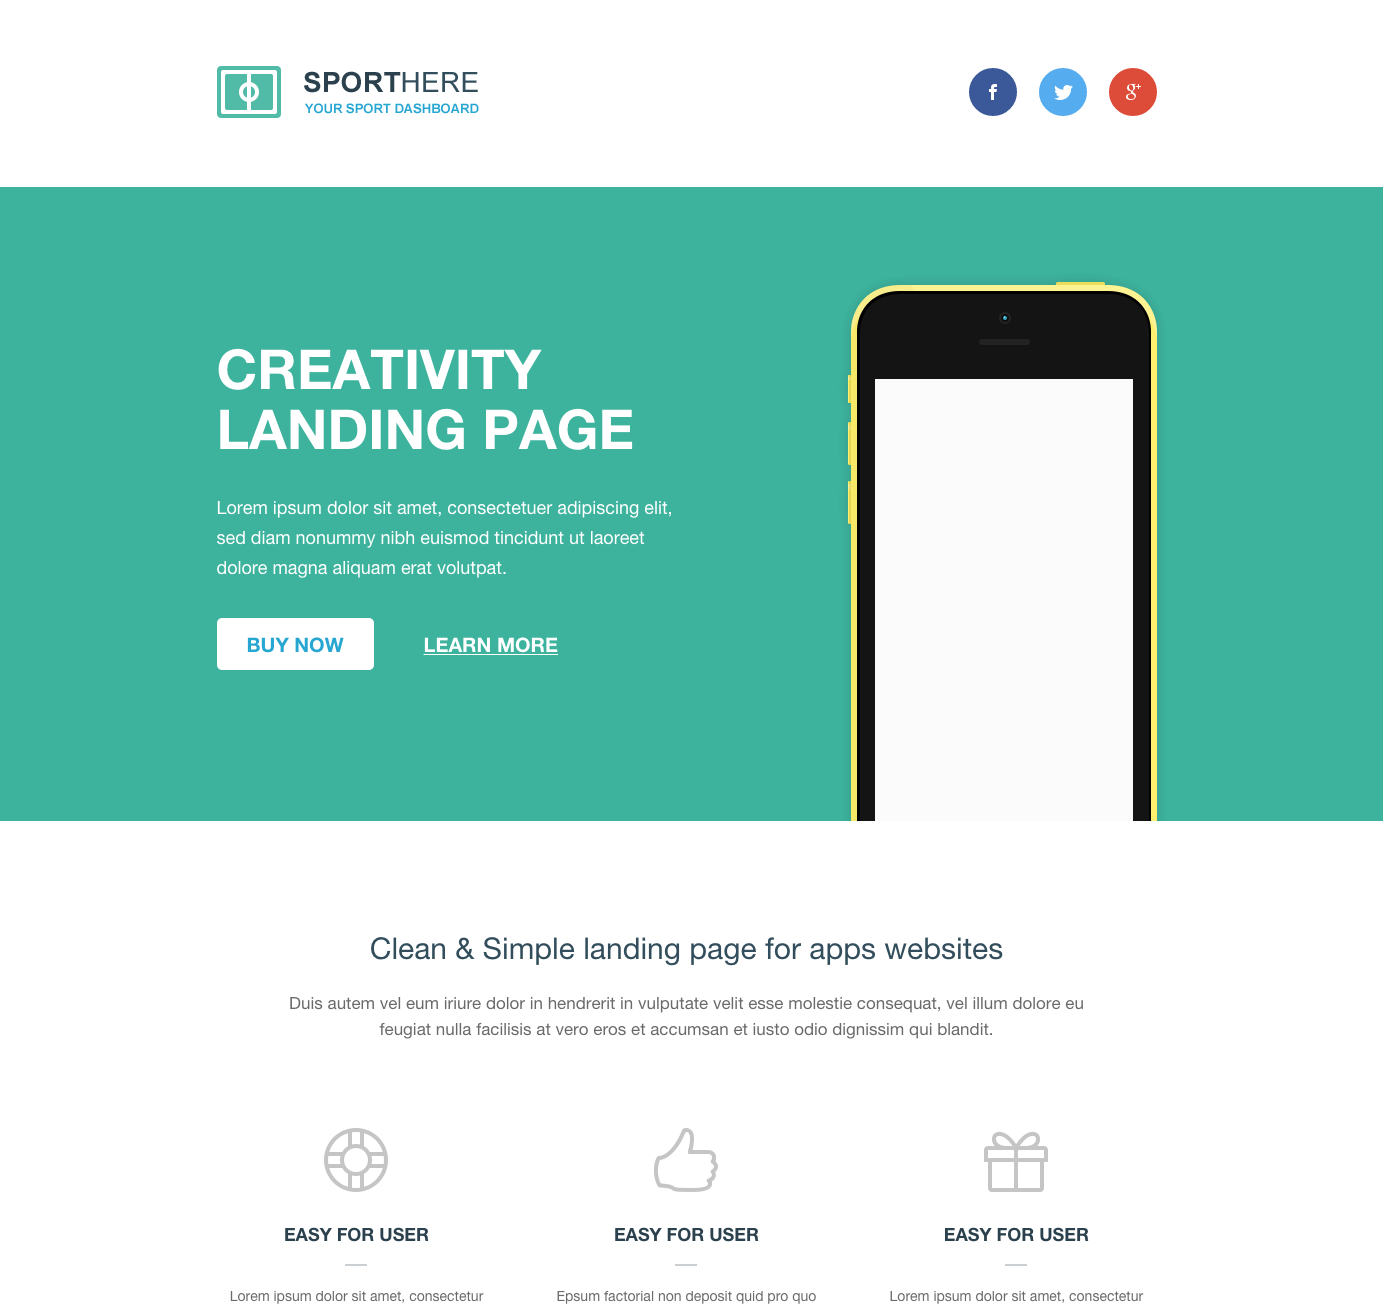 SPORTHERE
YOUR SPORT DASHBOARD
f
g+
CREATIVITY
LANDING PAGE
Lorem ipsum dolor sit amet, consectetuer adipiscing elit,
sed diam nonummy nibh euismod tincidunt ut laoreet
dolore magna aliquam erat volutpat.
BUY NOW
LEARN MORE
Clean & Simple landing page for apps websites
Duis autem vel eum iriure dolor in hendrerit in vulputate velit esse molestie consequat, vel illum dolore eu
feugiat nulla facilisis at vero eros et accumsan et iusto odio dignissim qui blandit.
EASY FOR USER
Lorem ipsum dolor sit amet, consectetur
EASY FOR USER
Epsum factorial non deposit quid pro quo
EASY FOR USER
Lorem ipsum dolor sit amet, consectetur